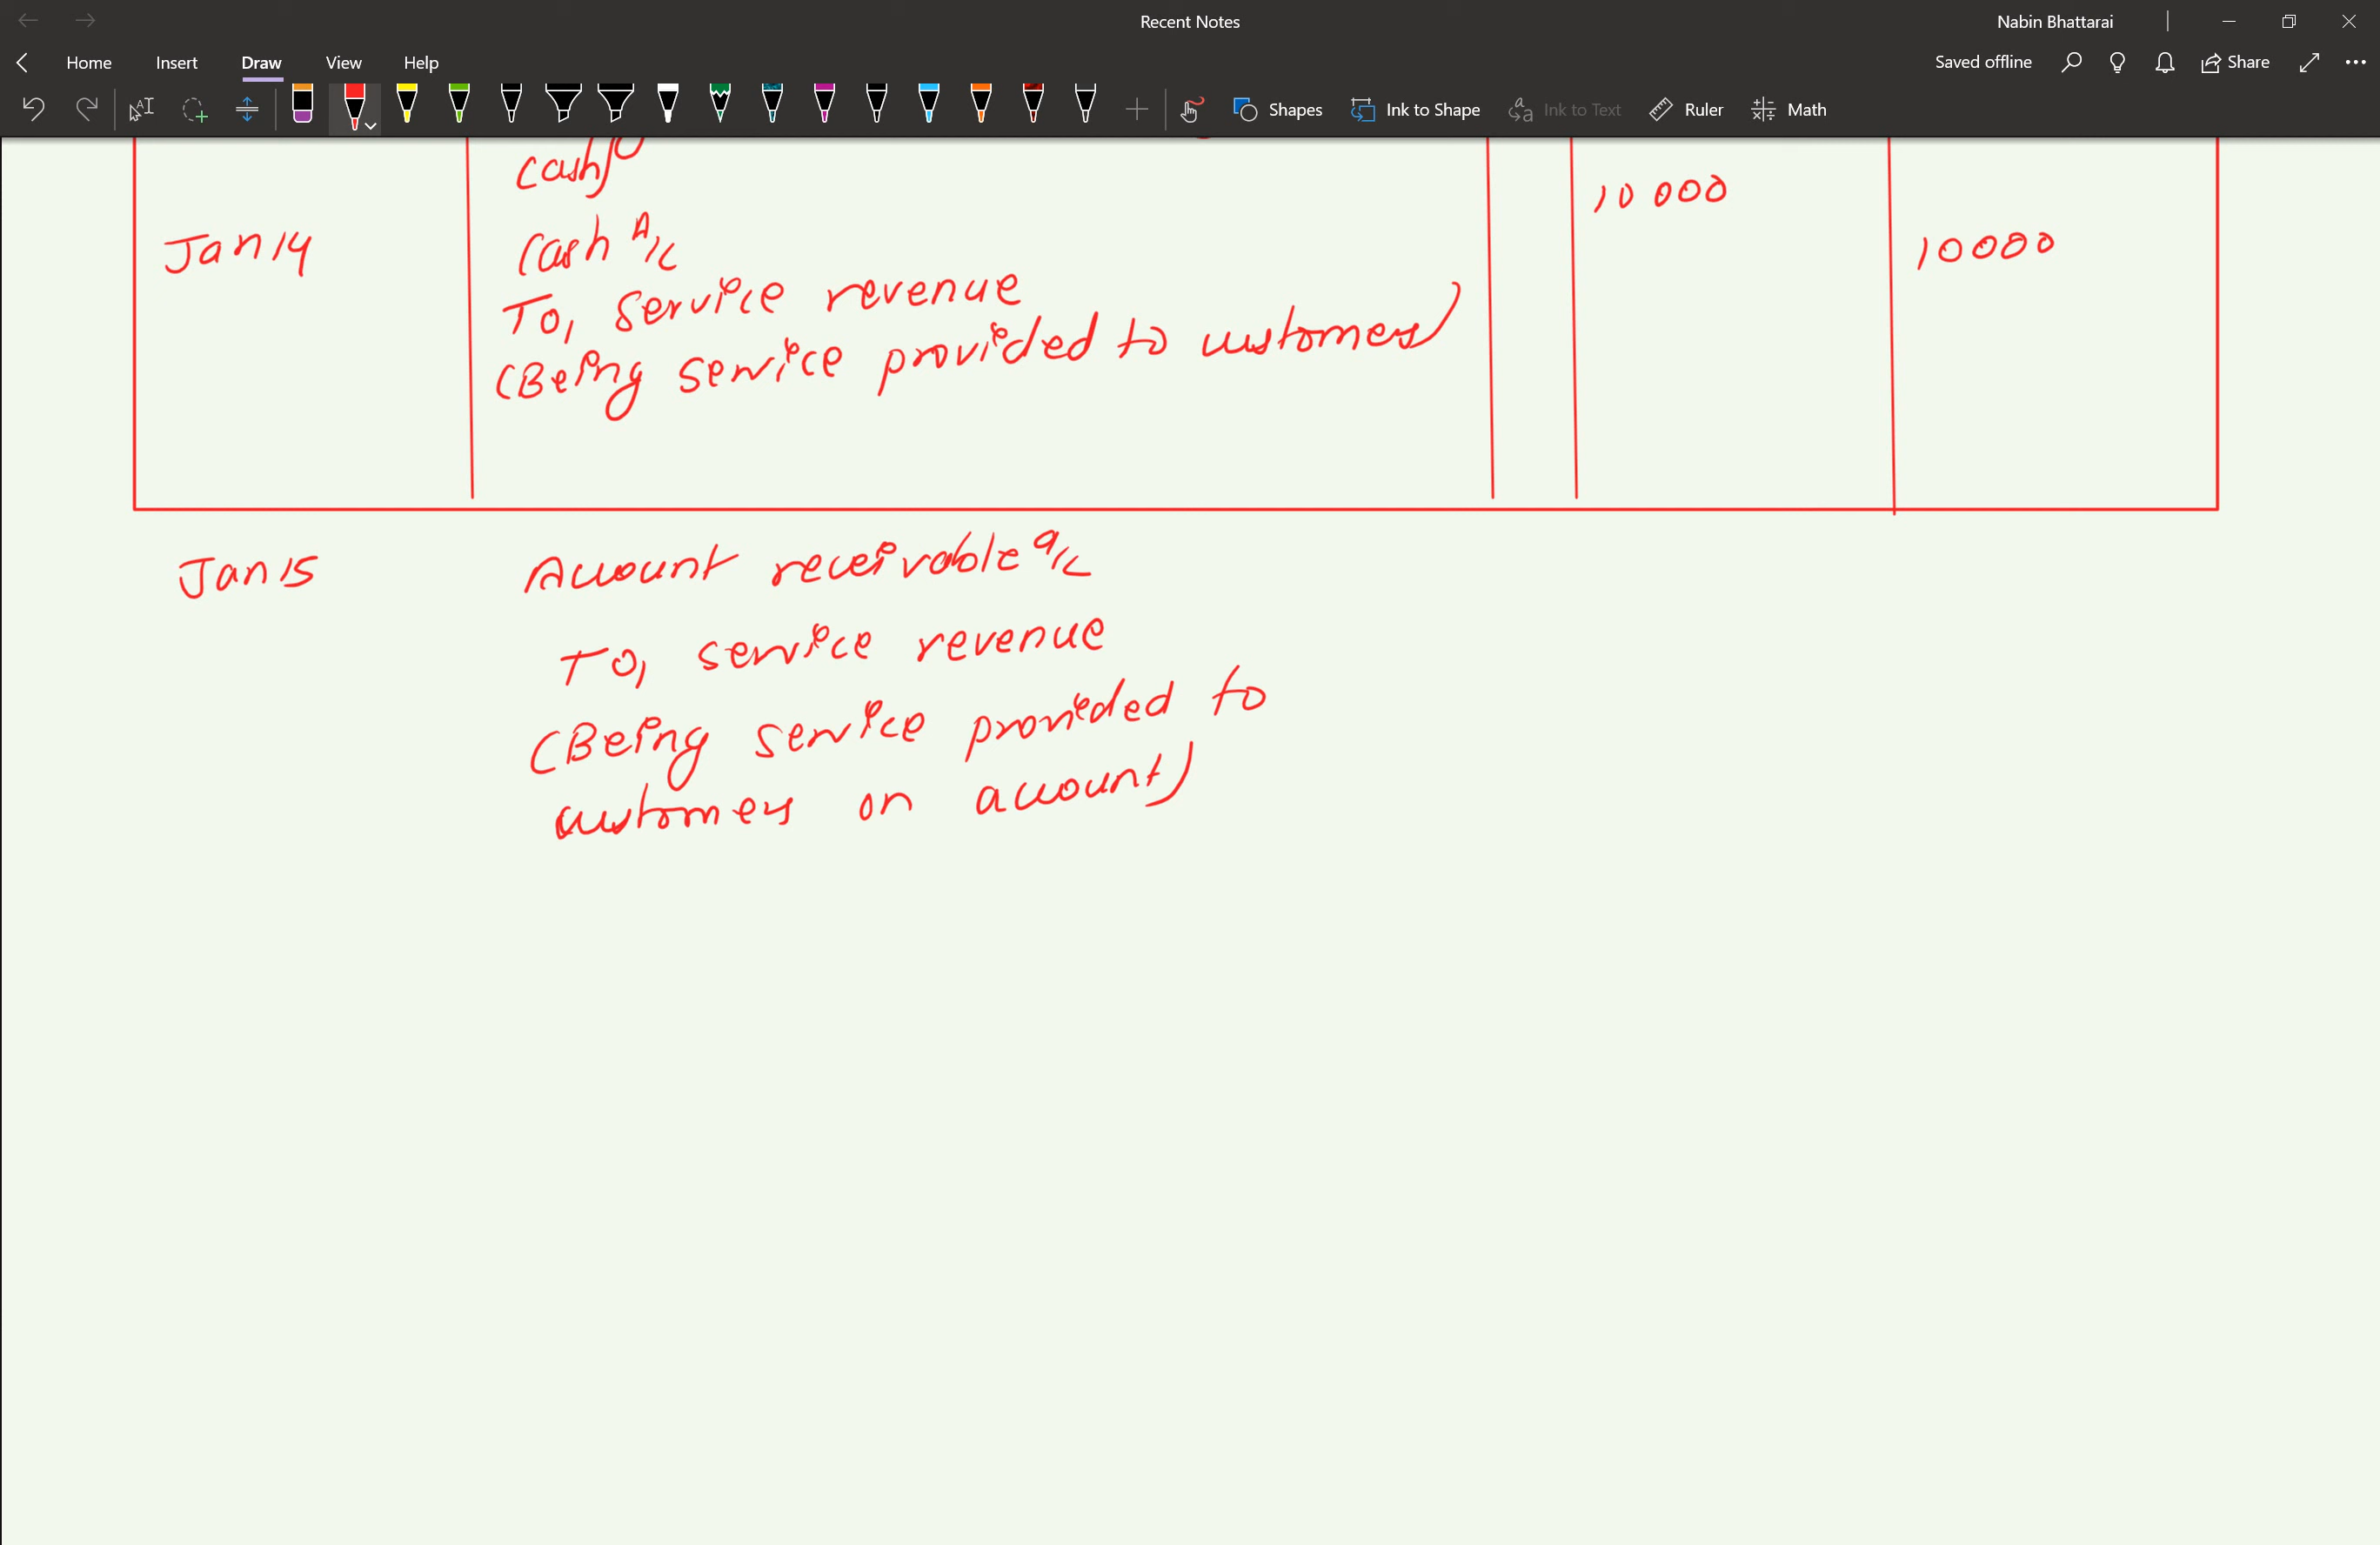 Recent Notes
Nabin Bhattarai
Home Insert Draw View Help
Saved offline
Share
Shapes
Ink to Shape
Ink to Text
Ruler
Math
cash)
10 000
Jan 14 Cash A/c 10000
To, service revenue
(Being service provided to customers)
Jan 15 Account receivable a/c
To, service revenue
(Being service provided to
customers on account)